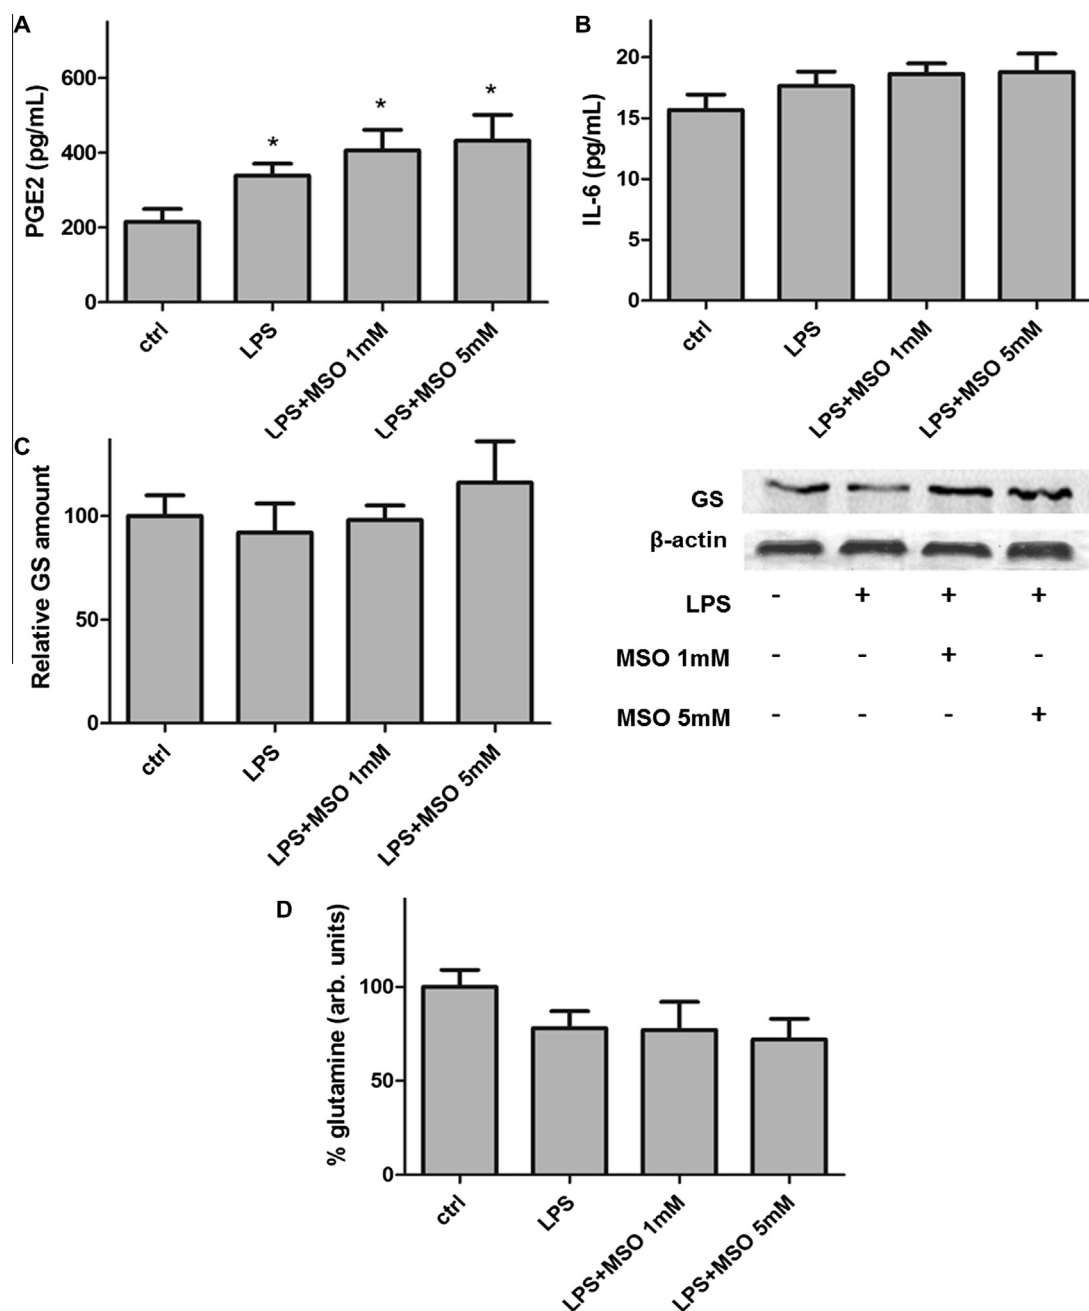 A
PGE2 (pg/mL)
600
400
200
0
*
*
*
ctrl
LPS
LPS+MSO 1mM
LPS+MSO 5mM
B
IL-6 (pg/mL)
20
15
10
5
0
ctrl
LPS
LPS+MSO 1mM
LPS+MSO 5mM
C
Relative GS amount
100
50
0
ctrl
LPS
LPS+MSO 1mM
LPS+MSO 5mM
GS
β-actin
LPS - + + +
MSO 1mM - - + -
MSO 5mM - - - +
D
% glutamine (arb. units)
100
50
0
ctrl
LPS
LPS+MSO 1mM
LPS+MSO 5mM